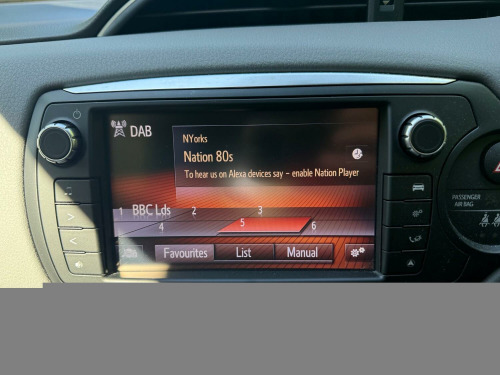 DAB
NYorks
Nation 80s
To hear us on Alexa devices say – enable Nation Player
1 BBC Lds 2 3
4 5 6
Favourites List Manual
PASSENGER
AIR BAG